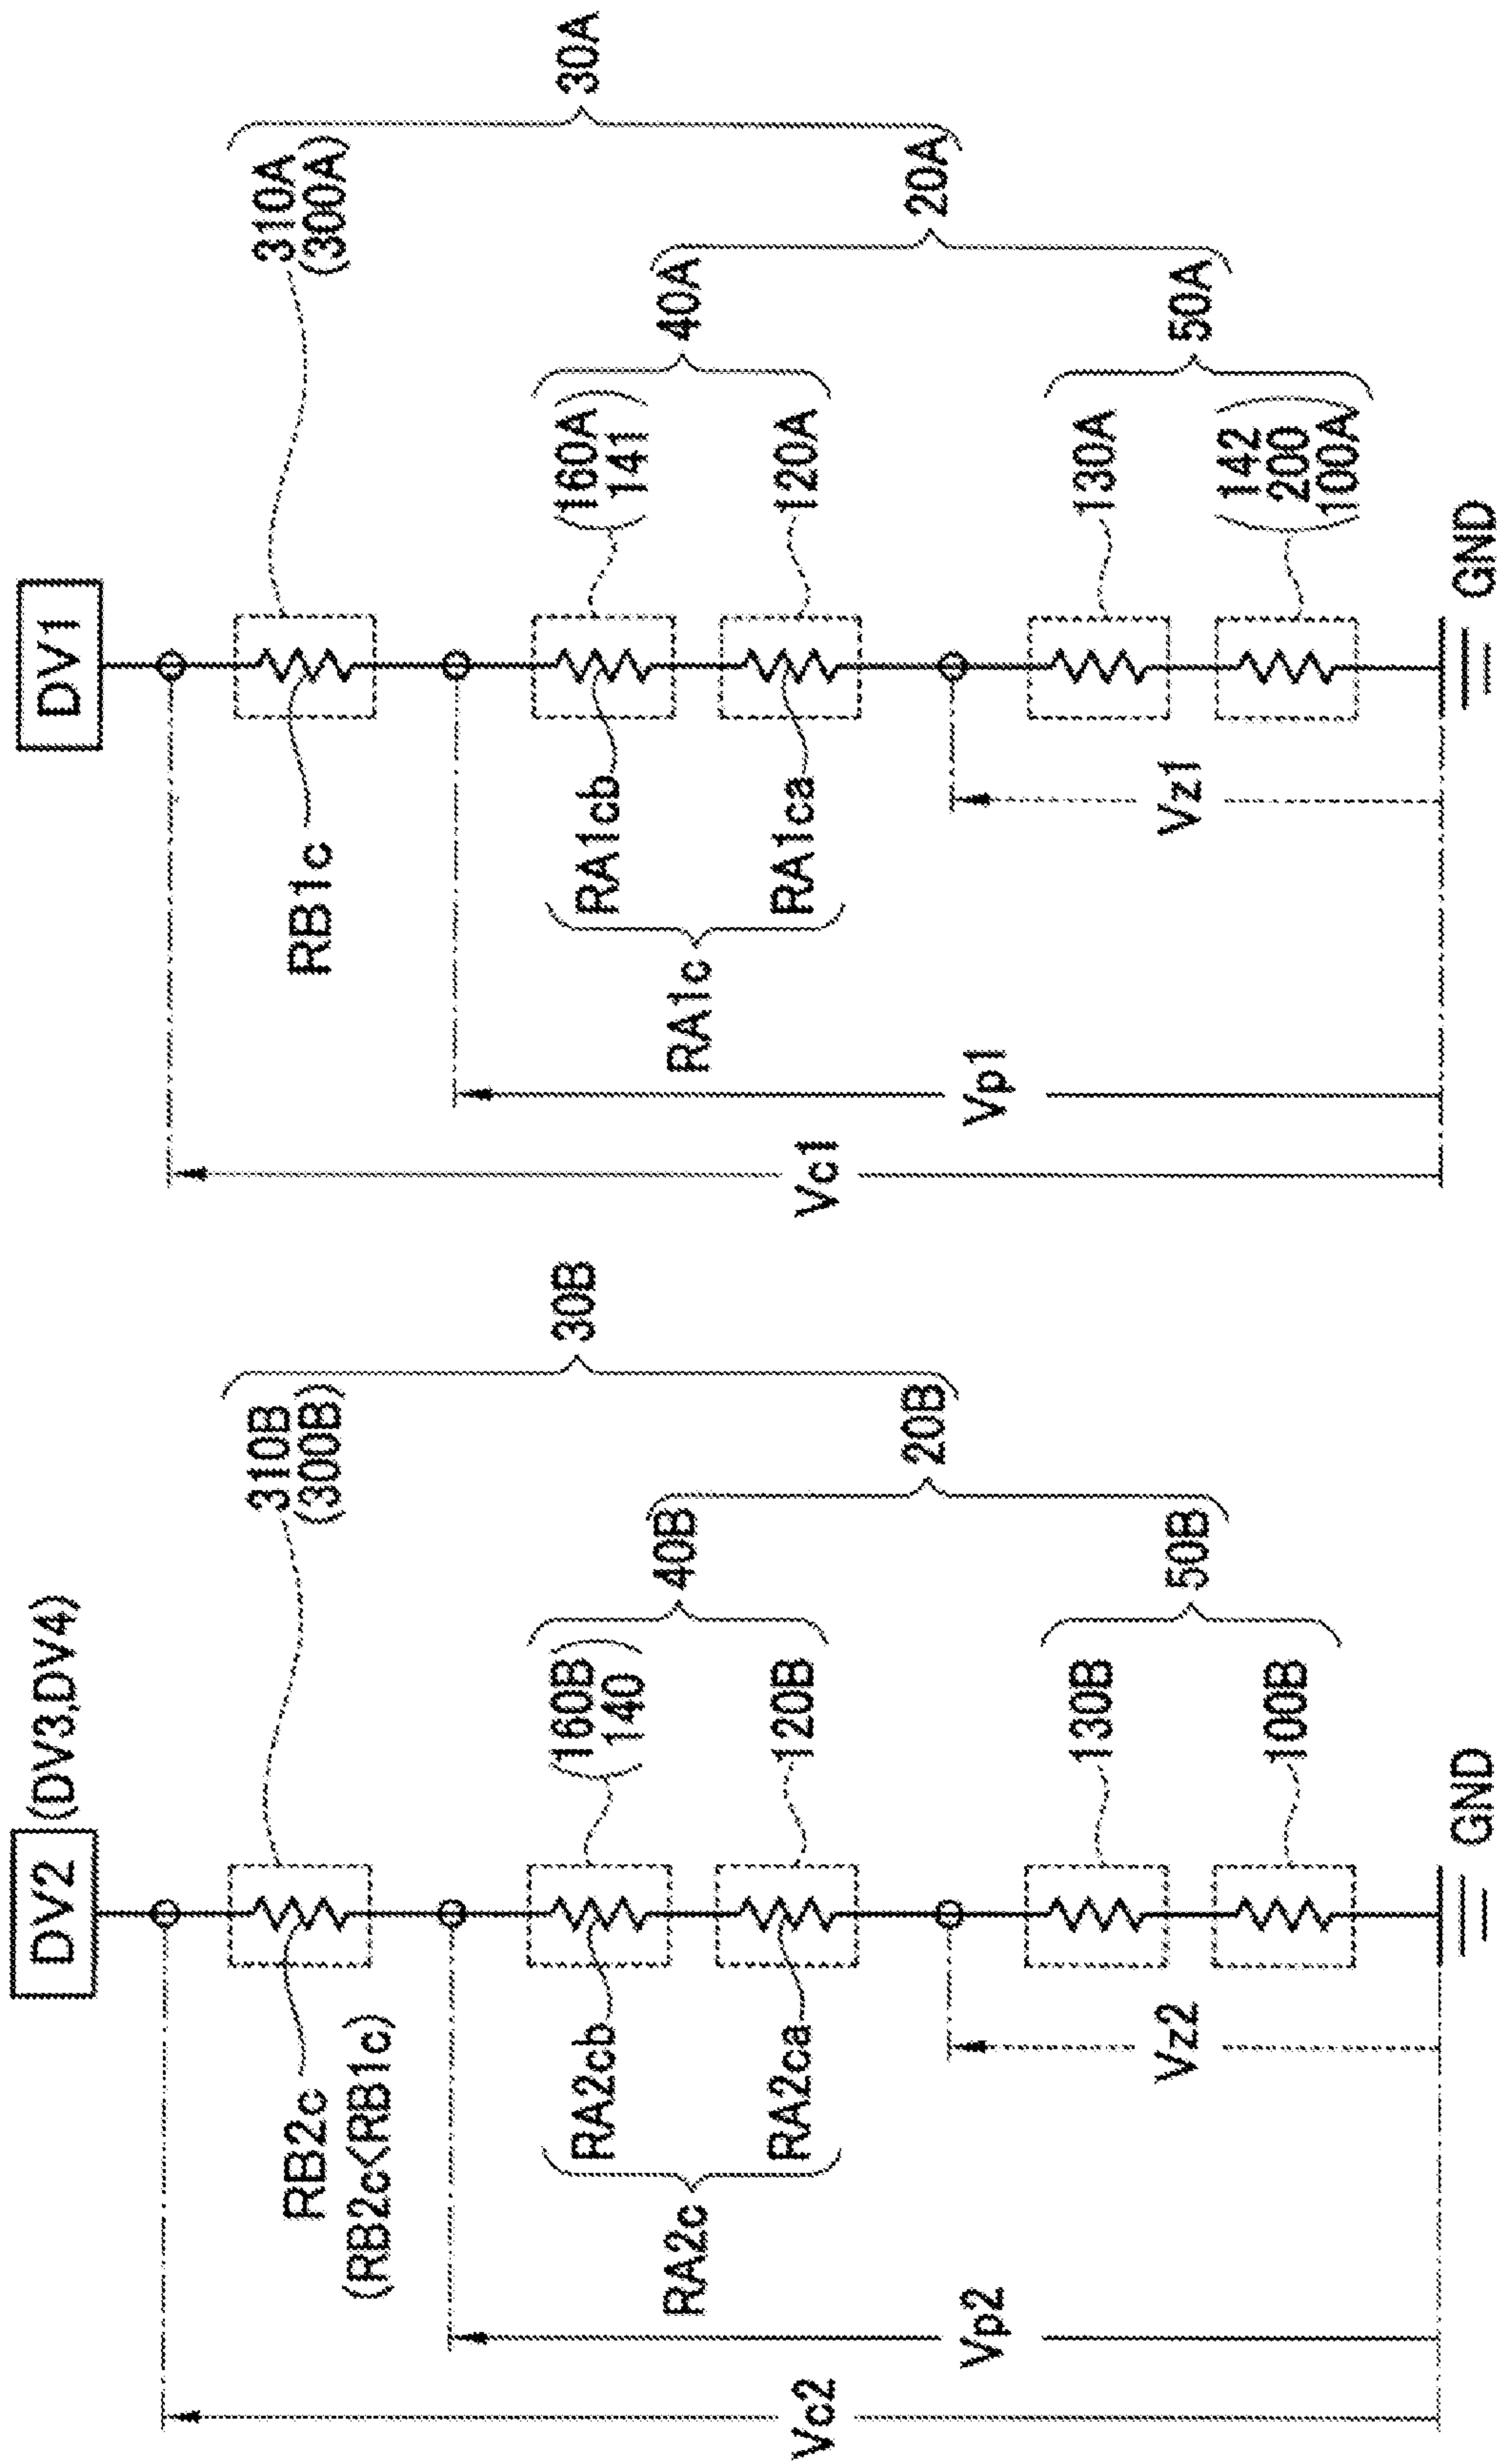 DV1
310A
(300A)
30A
RB1c
160A
141
40A
RA1cb
120A
RA1ca
RA1c
20A
130A
50A
142
200
100A
Vz1
Vp1
Vc1
GND
DV2
(DV3,DV4)
310B
(300B)
30B
RB2c
(RB2c<RB1c)
160B
140
40B
RA2cb
120B
RA2ca
RA2c
20B
130B
50B
100B
Vz2
Vp2
Vc2
GND